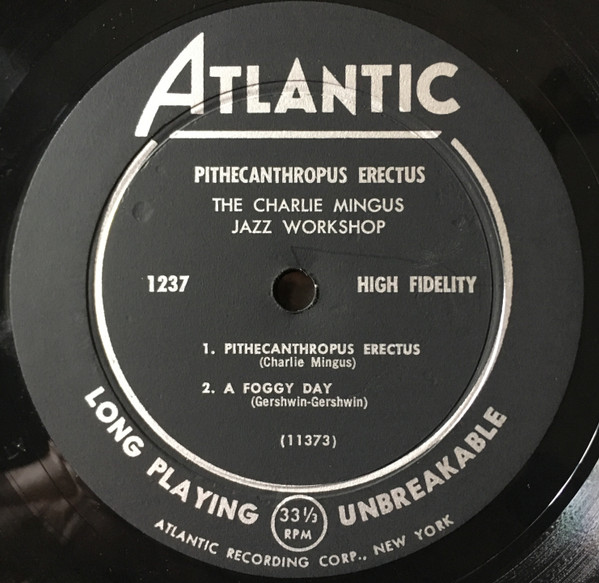 ATLANTIC
PITHECANTHROPUS ERECTUS
THE CHARLIE MINGUS
JAZZ WORKSHOP
1237 HIGH FIDELITY
1. PITHECANTHROPUS ERECTUS
(Charlie Mingus)
2. A FOGGY DAY
(Gershwin-Gershwin)
(11373)
LONG PLAYING 33 1/3 RPM UNBREAKABLE
ATLANTIC RECORDING CORP., NEW YORK